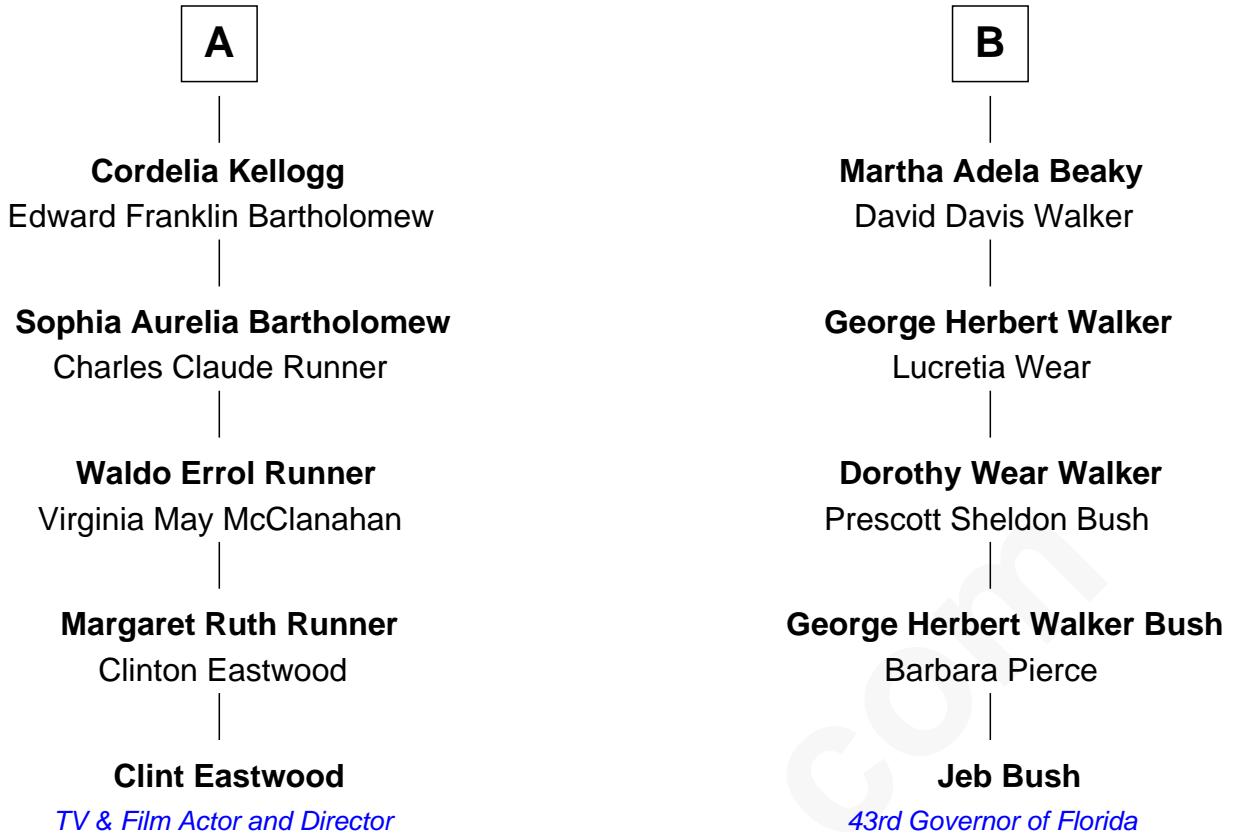 A
Cordelia Kellogg
Edward Franklin Bartholomew
Sophia Aurelia Bartholomew
Charles Claude Runner
Waldo Errol Runner
Virginia May McClanahan
Margaret Ruth Runner
Clinton Eastwood
Clint Eastwood
TV & Film Actor and Director
B
Martha Adela Beaky
David Davis Walker
George Herbert Walker
Lucretia Wear
Dorothy Wear Walker
Prescott Sheldon Bush
George Herbert Walker Bush
Barbara Pierce
Jeb Bush
43rd Governor of Florida
com